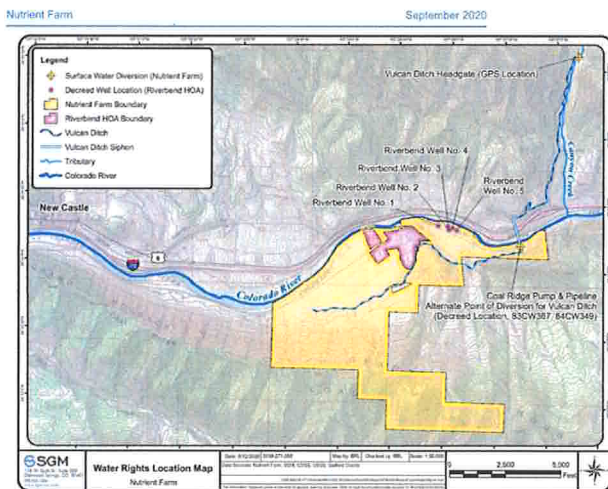 Nutrient Farm
September 2020
Legend
Surface Water Diversion (Nutrient Farm)
Decreed Well Location (Riverbend HOA)
Nutrient Farm Boundary
Riverbend HOA Boundary
Vulcan Ditch
Vulcan Ditch Siphon
Tributary
Colorado River
Vulcan Ditch Headgate (GPS Location)
Canyon Creek
Riverbend Well No. 4
Riverbend Well No. 3
Riverbend Well No. 2
Riverbend Well No. 1
Riverbend
Well No. 5
New Castle
6
Colorado River
Coal Ridge Pump & Pipeline
Alternate Point of Diversion for Vulcan Ditch
(Decreed Location, 83CW367, 84CW349)
SGM
Water Rights Location Map
Nutrient Farm
0
2,500
5,000
Feet